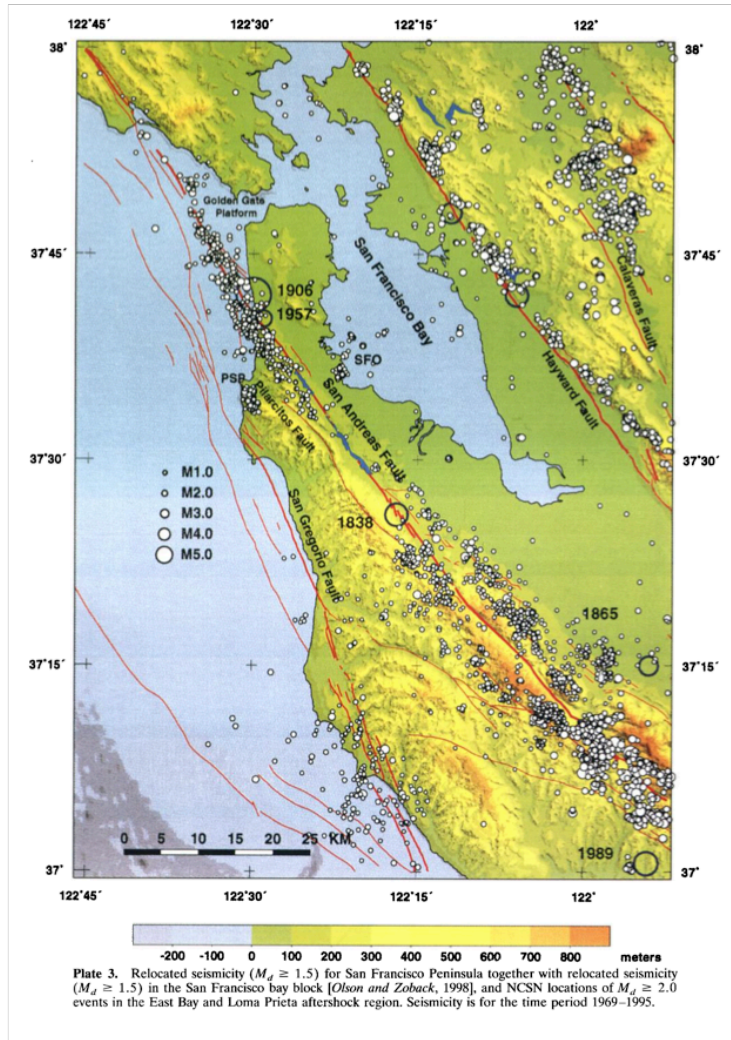 122°45´ 122°30´ 122°15´ 122°
38° 38°
Golden Gate
Platform
37°45´ 37°45´
San Francisco Bay
Calaveras Fault
1906
1957
Hayward Fault
SFO
PSP
Pilarcitos Fault
San Andreas Fault
37°30´ 37°30´
M1.0
M2.0
M3.0
M4.0
M5.0
San Gregorio Fault
1838
1865
37°15´ 37°15´
0 5 10 15 20 25 KM
1989
37° 37°
122°45´ 122°30´ 122°15´ 122°
-200 -100 0 100 200 300 400 500 600 700 800 meters
Plate 3. Relocated seismicity (Md ≥ 1.5) for San Francisco Peninsula together with relocated seismicity
(Md ≥ 1.5) in the San Francisco bay block [Olson and Zoback, 1998], and NCSN locations of Md ≥ 2.0
events in the East Bay and Loma Prieta aftershock region. Seismicity is for the time period 1969–1995.